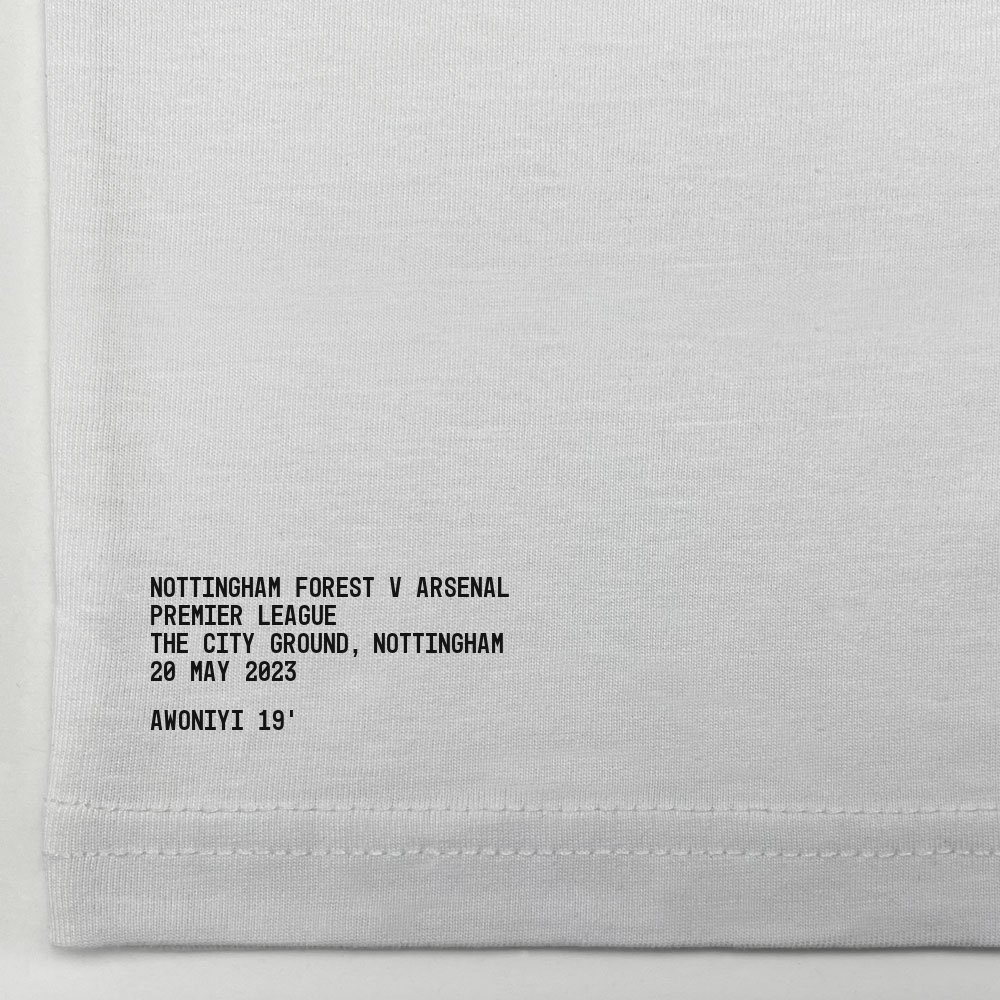 NOTTINGHAM FOREST V ARSENAL
PREMIER LEAGUE
THE CITY GROUND, NOTTINGHAM
20 MAY 2023
AWONIYI 19'